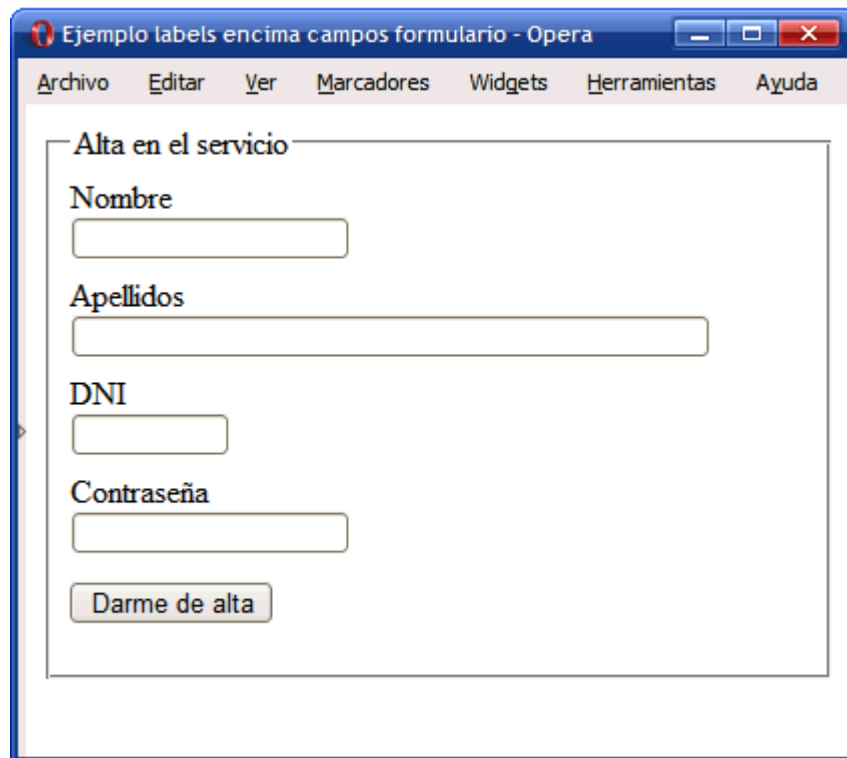 Ejemplo labels encima campos formulario - Opera
Archivo Editar Ver Marcadores Widgets Herramientas Ayuda
Alta en el servicio
Nombre
Apellidos
DNI
Contraseña
Darme de alta